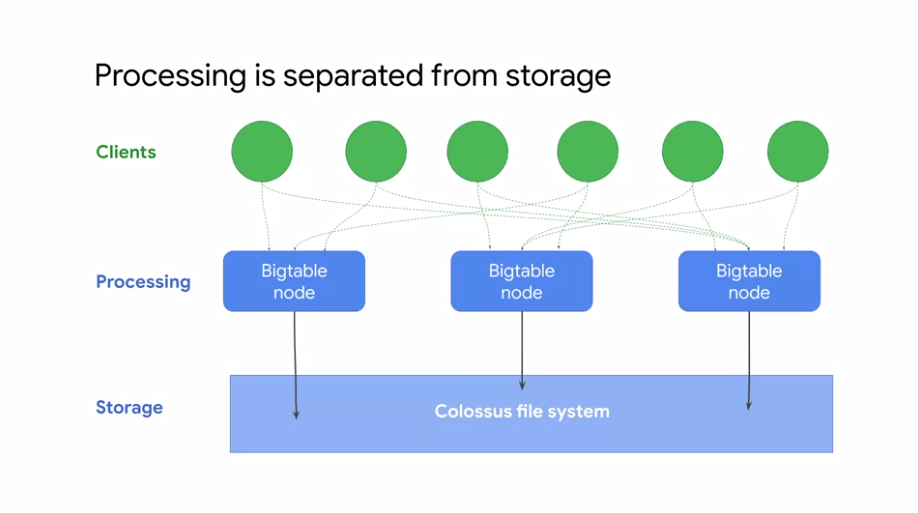 Processing is separated from storage
Clients
Processing
Bigtable
node
Bigtable
node
Bigtable
node
Storage
Colossus file system